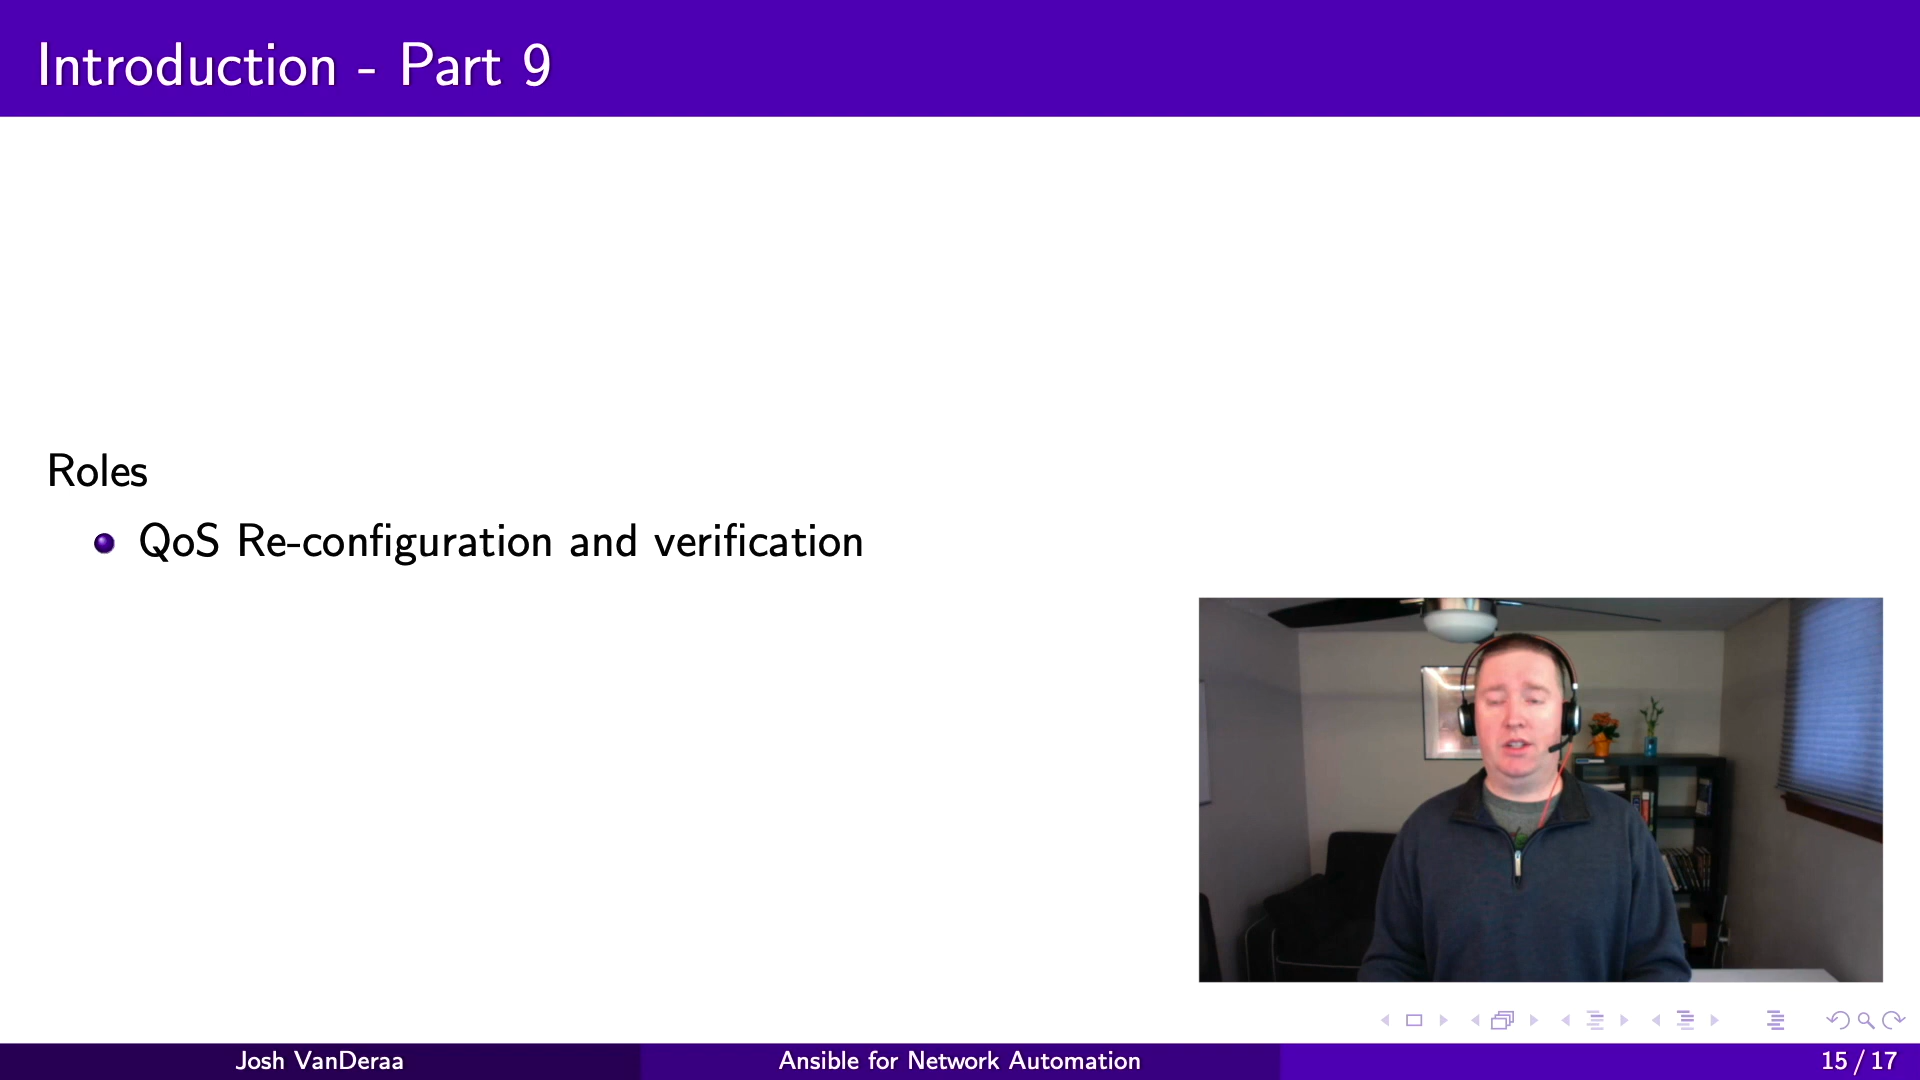 Introduction - Part 9
Roles
QoS Re-configuration and verification
Josh VanDeraa
Ansible for Network Automation
15 / 17